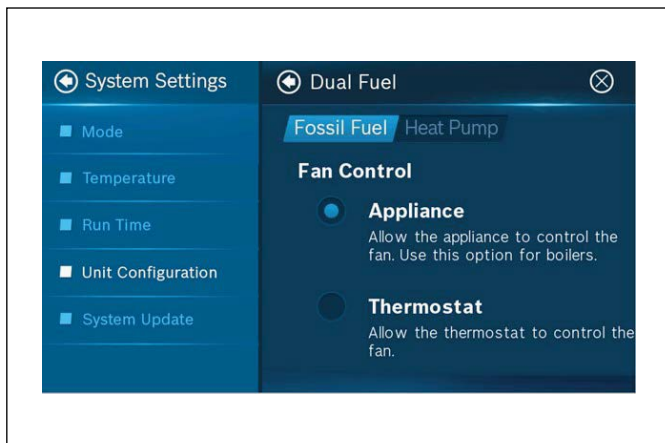 System Settings
Mode
Temperature
Run Time
Unit Configuration
System Update
Dual Fuel
Fossil Fuel Heat Pump
Fan Control
Appliance
Allow the appliance to control the
fan. Use this option for boilers.
Thermostat
Allow the thermostat to control the
fan.